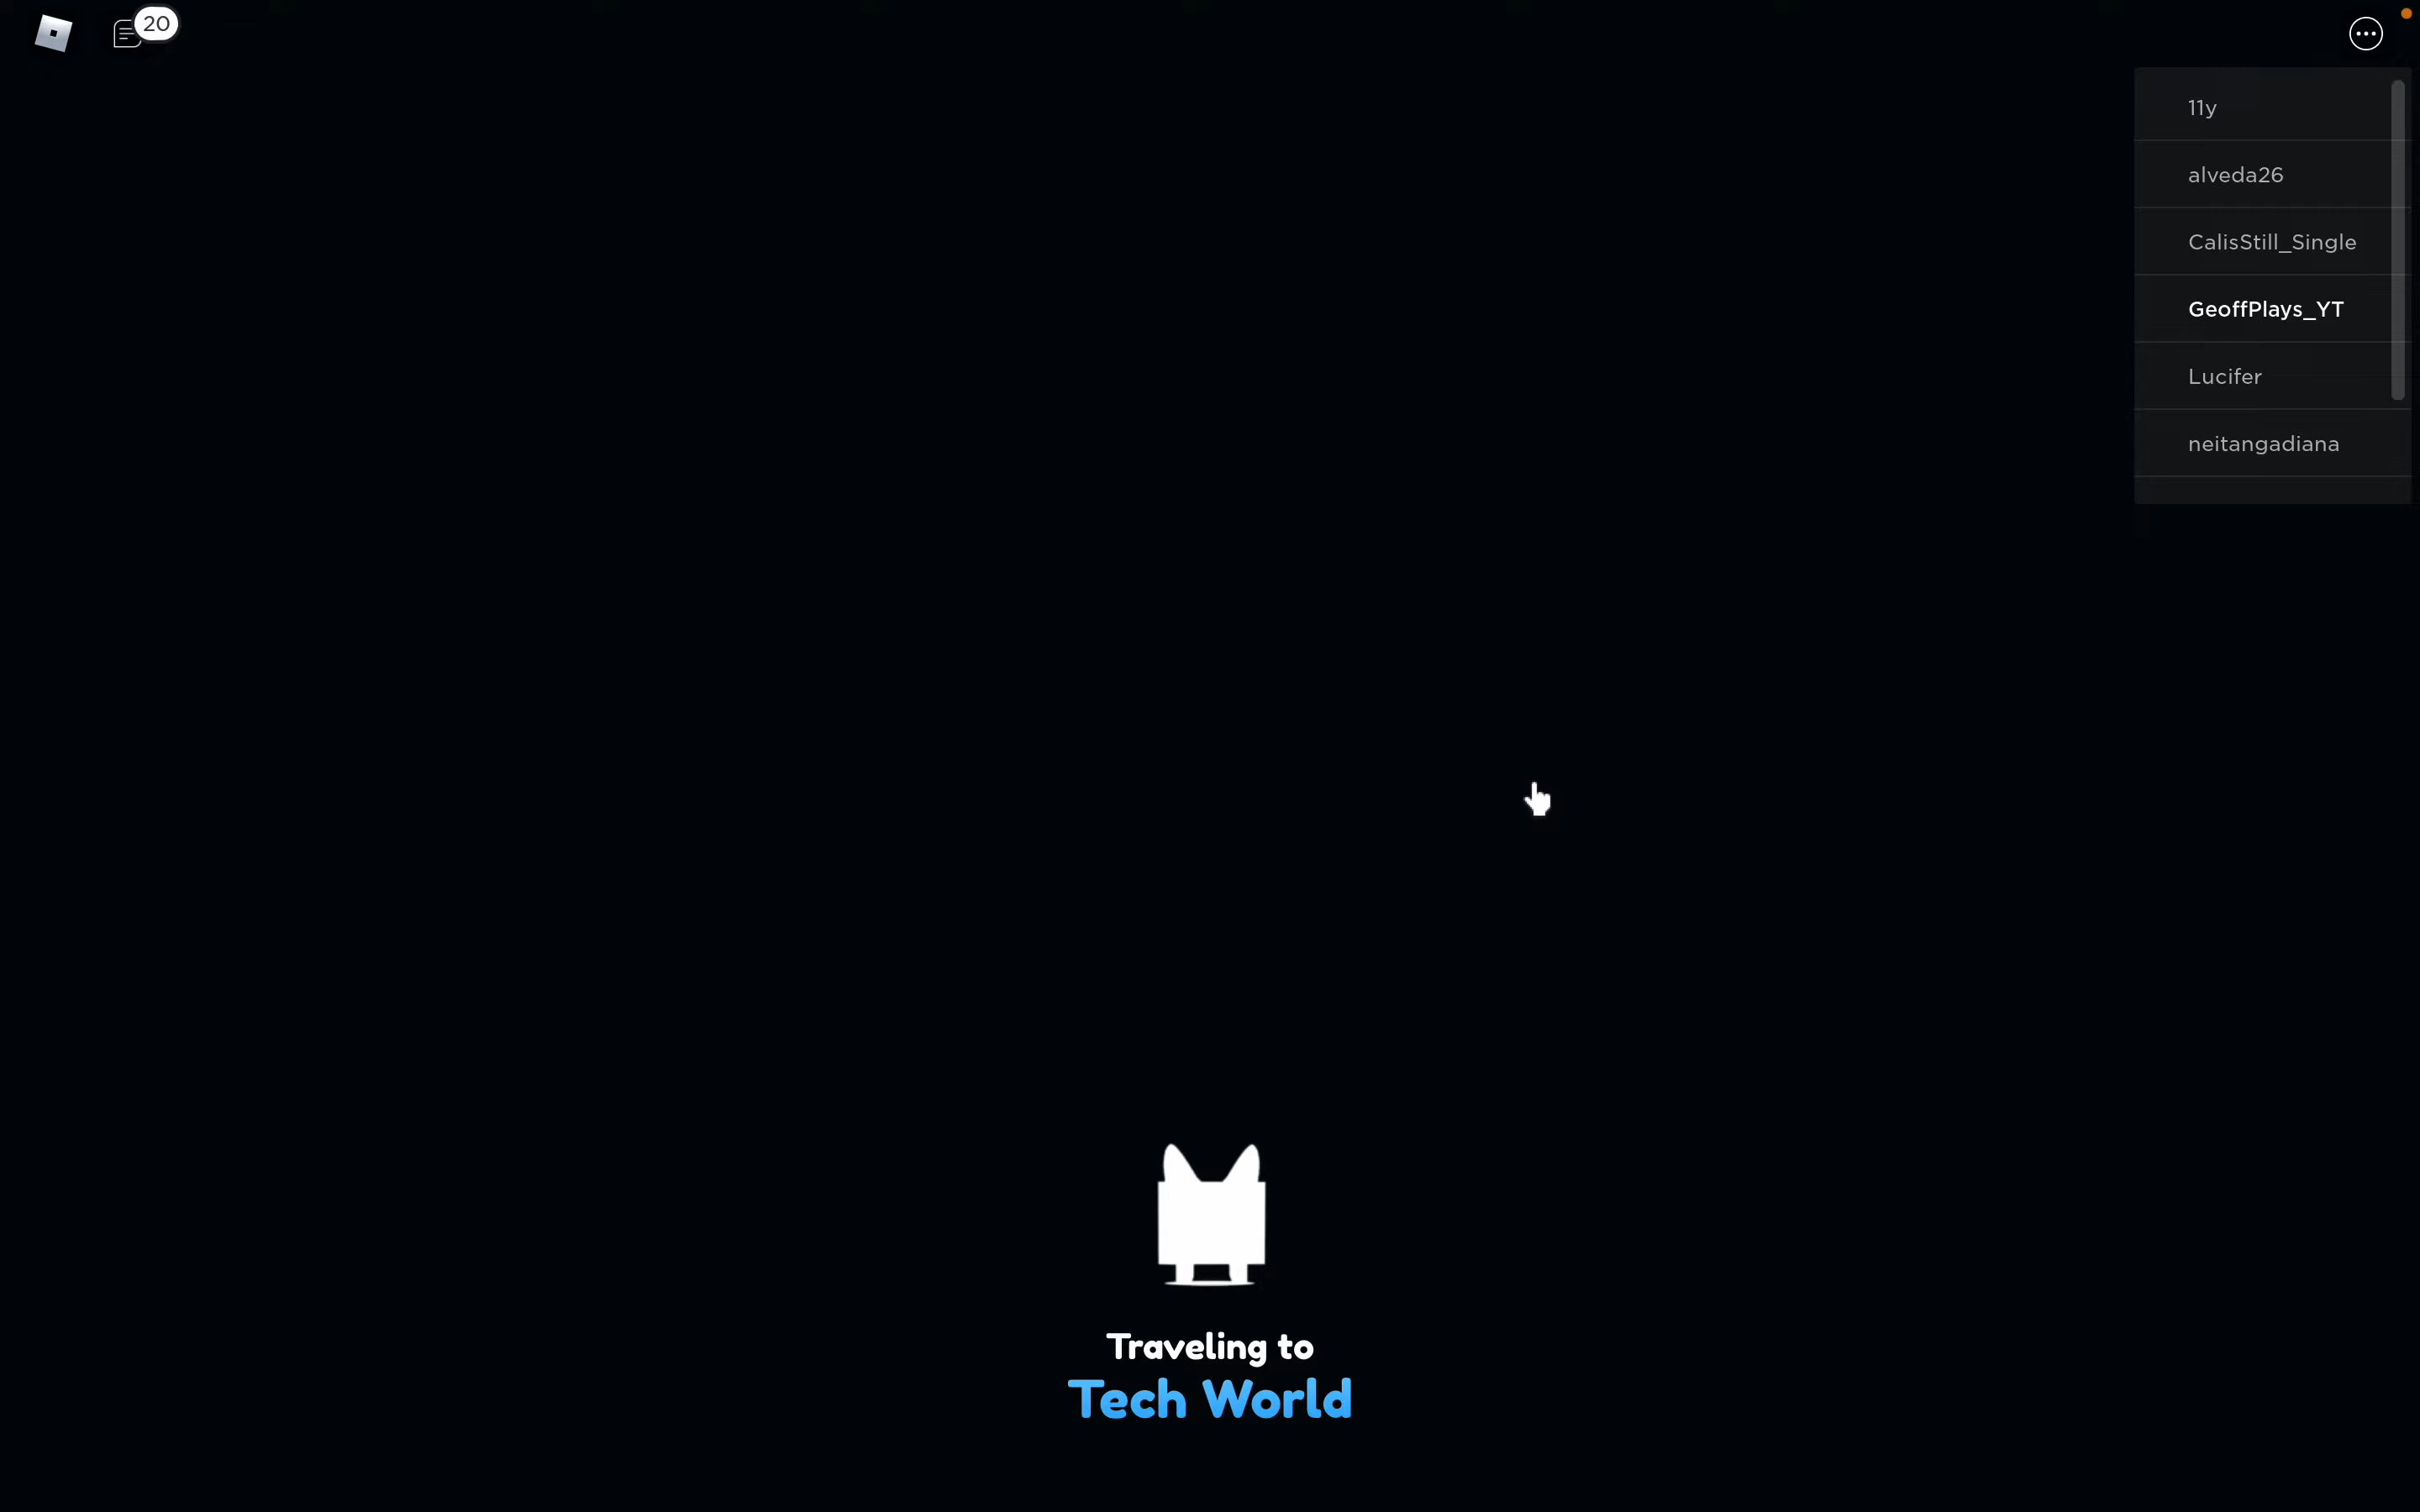 20
11y
alveda26
CalisStill_Single
GeoffPlays_YT
Lucifer
neitangadiana
Traveling to
Tech World